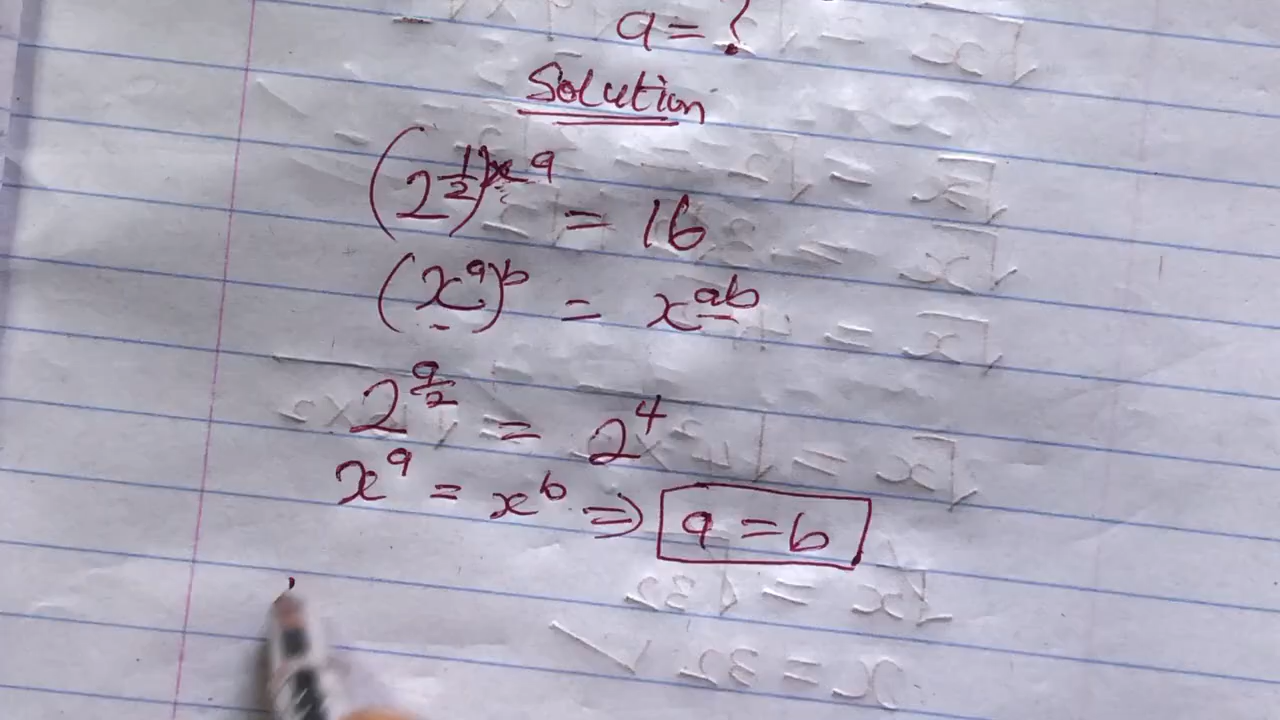 a = ?
Solution
(2^{1/2})^a = 16
(x^a)^b = x^{ab}
2^{a/2} = 2^4
x^a = x^b ⇒ a = b